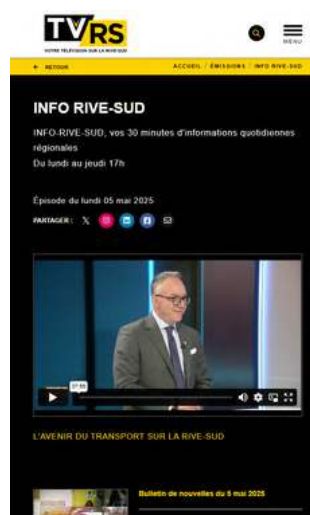 TVRS
VOTRE TÉLÉVISION SUR LA RIVE-SUD
MENU
← RETOUR
ACCUEIL / ÉMISSIONS / INFO RIVE-SUD
INFO RIVE-SUD
INFO-RIVE-SUD, vos 30 minutes d'informations quotidiennes
régionales
Du lundi au jeudi 17h
Épisode du lundi 05 mai 2025
PARTAGER :
L'AVENIR DU TRANSPORT SUR LA RIVE-SUD
Bulletin de nouvelles du 5 mai 2025